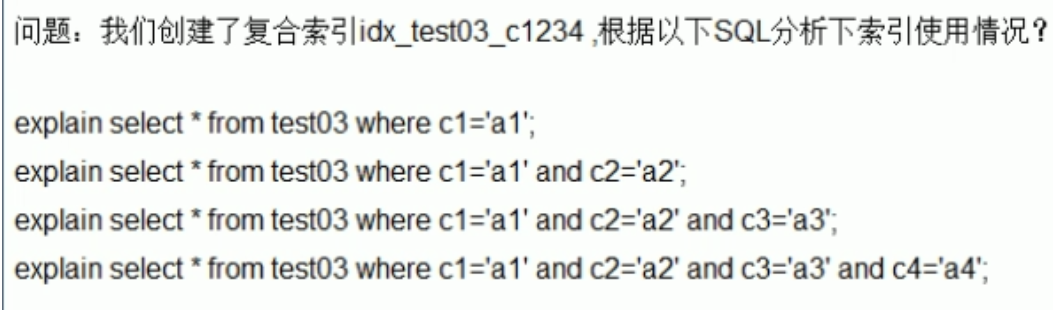 问题：我们创建了复合索引idx_test03_c1234 ,根据以下SQL分析下索引使用情况？
explain select * from test03 where c1='a1';
explain select * from test03 where c1='a1' and c2='a2';
explain select * from test03 where c1='a1' and c2='a2' and c3='a3';
explain select * from test03 where c1='a1' and c2='a2' and c3='a3' and c4='a4';